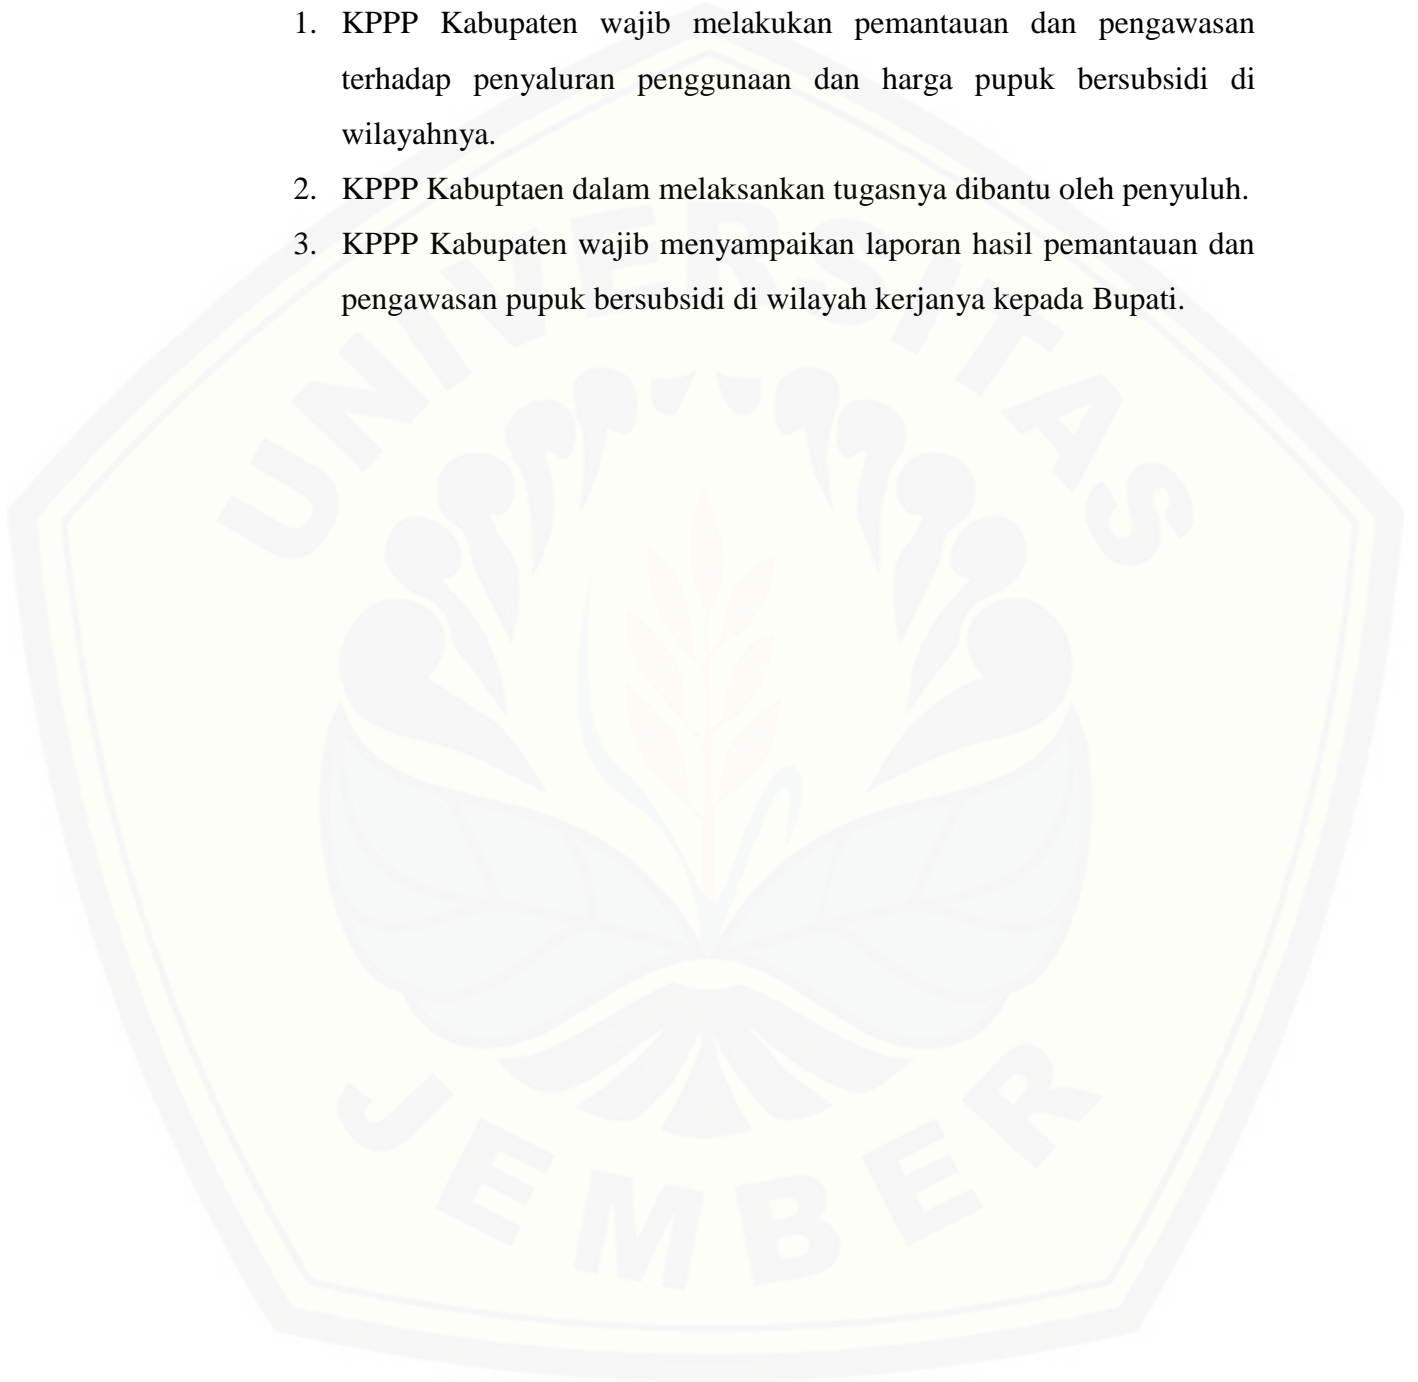 1. KPPP Kabupaten wajib melakukan pemantauan dan pengawasan
terhadap penyaluran penggunaan dan harga pupuk bersubsidi di
wilayahnya.
2. KPPP Kabuptaen dalam melaksankan tugasnya dibantu oleh penyuluh.
3. KPPP Kabupaten wajib menyampaikan laporan hasil pemantauan dan
pengawasan pupuk bersubsidi di wilayah kerjanya kepada Bupati.
UNIVERSITAS
JEMBER